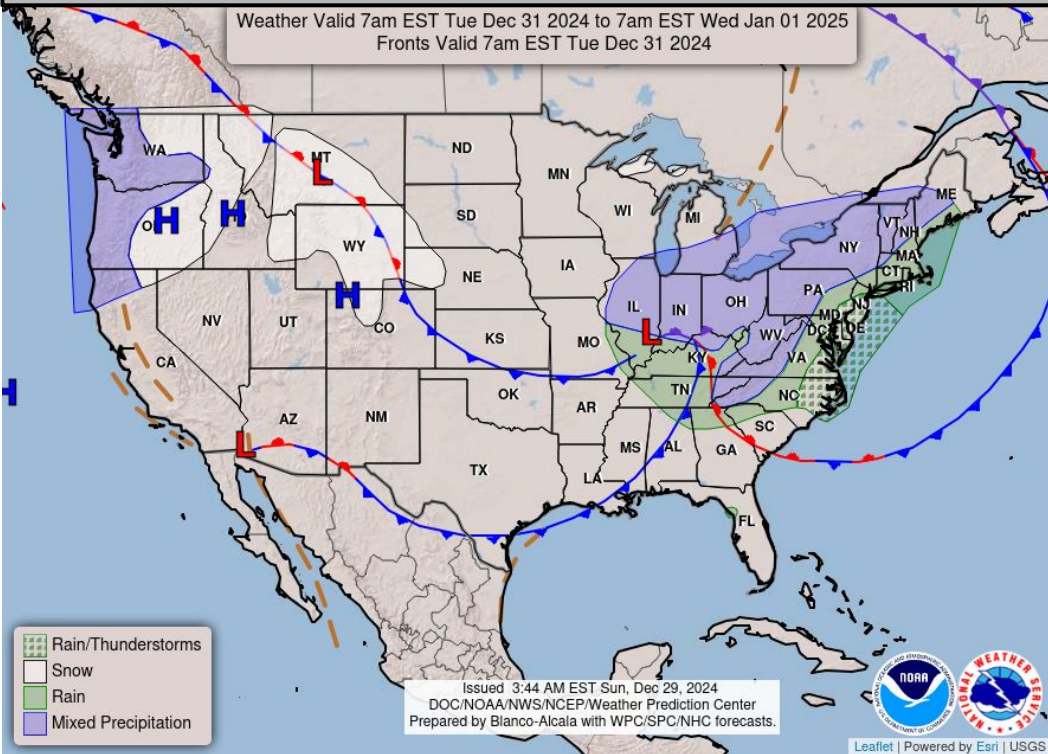 Weather Valid 7am EST Tue Dec 31 2024 to 7am EST Wed Jan 01 2025
Fronts Valid 7am EST Tue Dec 31 2024
WA
MT
L
ND
MN
ME
H
H
O
SD
WI
MI
VT
NH
NY
MA
CT
RI
WY
H
NE
IA
IL
IN
OH
PA
NJ
MD
DE
DC
WV
VA
NV
UT
CO
KS
MO
L
KY
CA
H
AZ
NM
OK
AR
TN
NC
SC
L
TX
LA
MS
AL
GA
FL
Rain/Thunderstorms
Snow
Rain
Mixed Precipitation
Issued 3:44 AM EST Sun, Dec 29, 2024
DOC/NOAA/NWS/NCEP/Weather Prediction Center
Prepared by Blanco-Alcala with WPC/SPC/NHC forecasts.
NOAA
NATIONAL WEATHER SERVICE
Leaflet | Powered by Esri | USGS